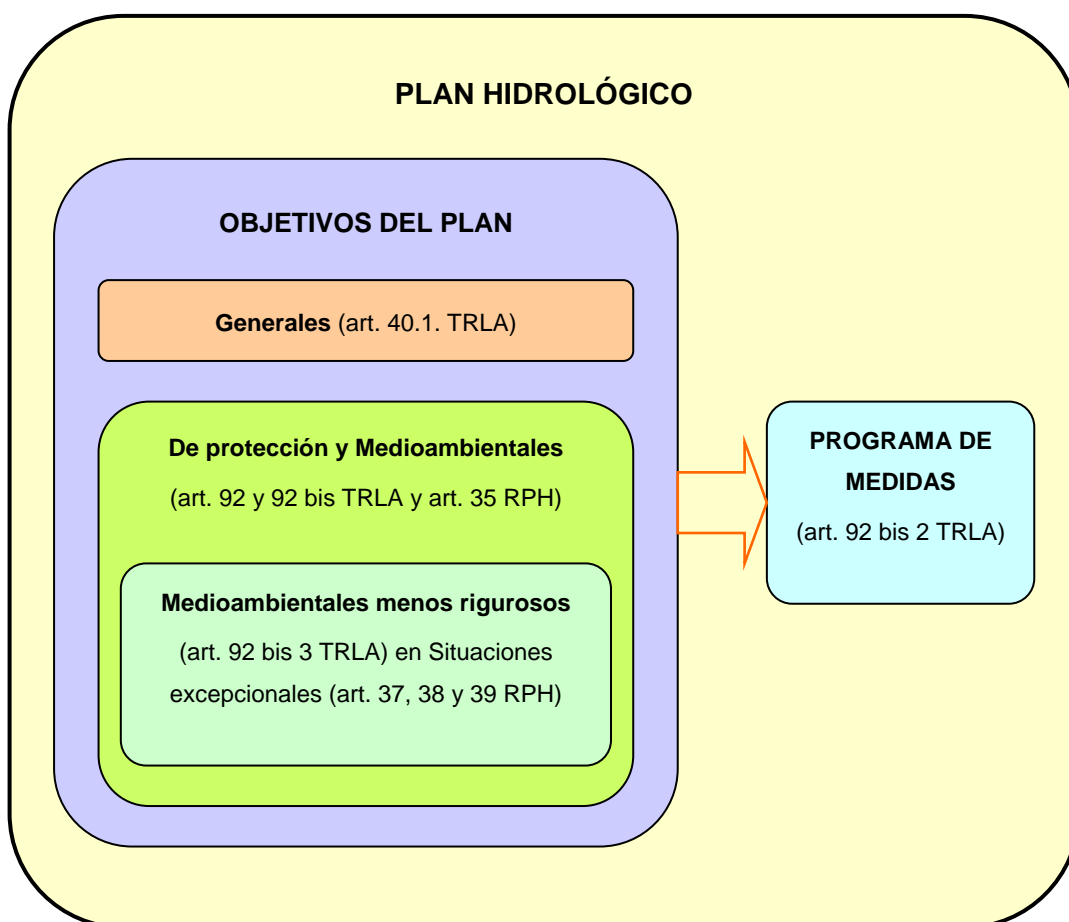 PLAN HIDROLÓGICO
OBJETIVOS DEL PLAN
Generales (art. 40.1. TRLA)
De protección y Medioambientales
(art. 92 y 92 bis TRLA y art. 35 RPH)
Medioambientales menos rigurosos
(art. 92 bis 3 TRLA) en Situaciones
excepcionales (art. 37, 38 y 39 RPH)
PROGRAMA DE
MEDIDAS
(art. 92 bis 2 TRLA)